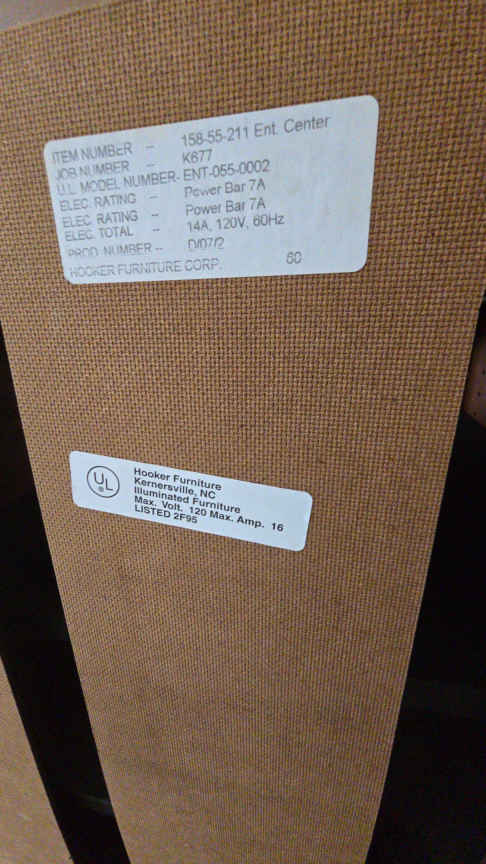 ITEM NUMBER -- 158-55-211 Ent. Center
JOB NUMBER -- K677
U.L. MODEL NUMBER- ENT-055-0002
ELEC. RATING -- Power Bar 7A
ELEC. RATING -- Power Bar 7A
ELEC. TOTAL -- 14A, 120V, 60Hz
PROD. NUMBER -- D/07/2
HOOKER FURNITURE CORP. 60
UL
Hooker Furniture
Kernersville, NC
Illuminated Furniture
Max. Volt. 120 Max. Amp. 16
LISTED 2F95